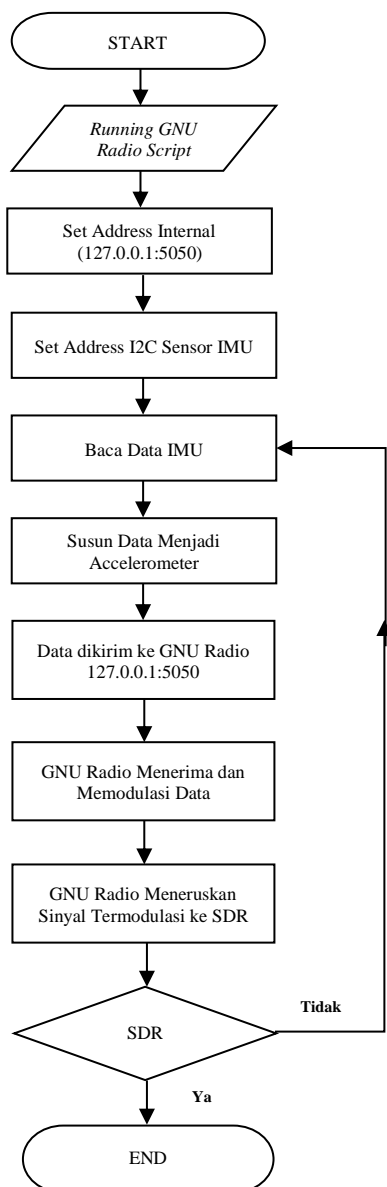 START
Running GNU
Radio Script
Set Address Internal
(127.0.0.1:5050)
Set Address I2C Sensor IMU
Baca Data IMU
Susun Data Menjadi
Accelerometer
Data dikirim ke GNU Radio
127.0.0.1:5050
GNU Radio Menerima dan
Memodulasi Data
GNU Radio Meneruskan
Sinyal Termodulasi ke SDR
Tidak
SDR
Ya
END